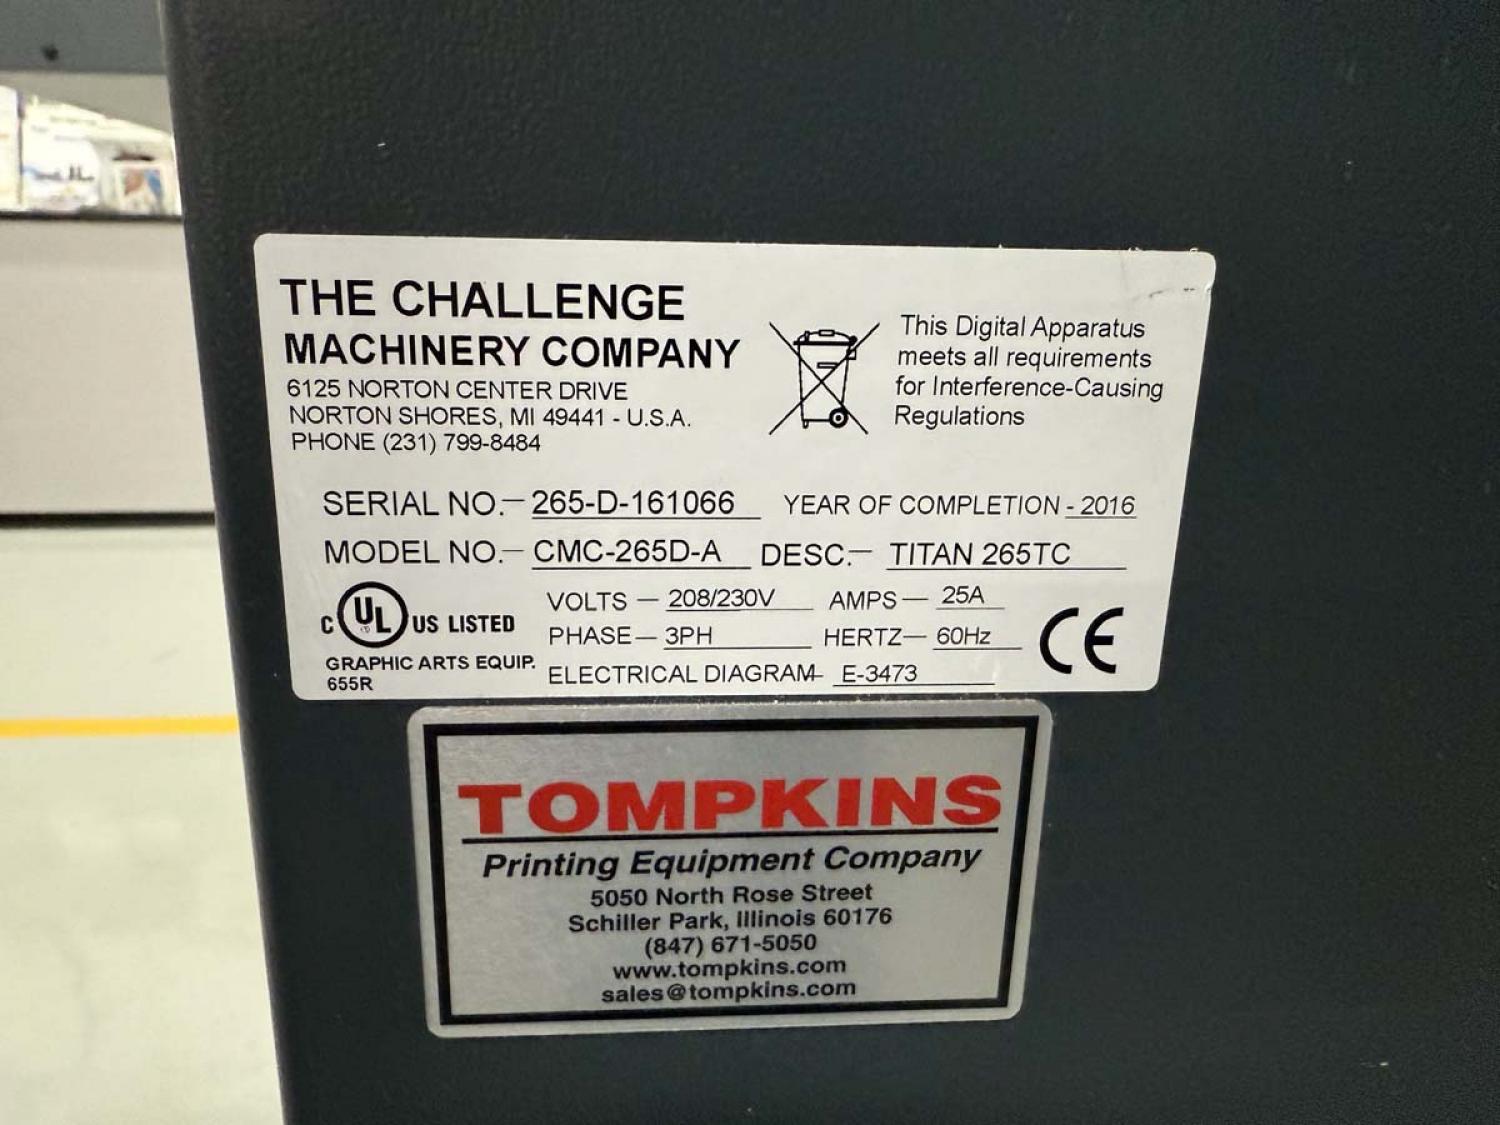 THE CHALLENGE
MACHINERY COMPANY
6125 NORTON CENTER DRIVE
NORTON SHORES, MI 49441 - U.S.A.
PHONE (231) 799-8484
This Digital Apparatus
meets all requirements
for Interference-Causing
Regulations
SERIAL NO.— 265-D-161066 YEAR OF COMPLETION - 2016
MODEL NO.— CMC-265D-A DESC.— TITAN 265TC
C UL US LISTED
GRAPHIC ARTS EQUIP.
655R
VOLTS — 208/230V AMPS— 25A
PHASE— 3PH HERTZ— 60Hz
ELECTRICAL DIAGRAM— E-3473
CE
TOMPKINS
Printing Equipment Company
5050 North Rose Street
Schiller Park, Illinois 60176
(847) 671-5050
www.tompkins.com
sales@tompkins.com